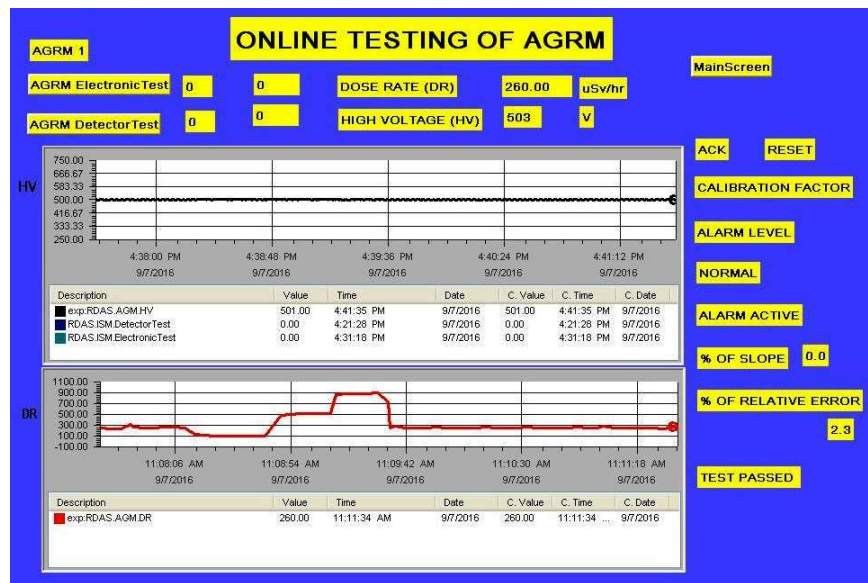 ONLINE TESTING OF AGRM
AGRM 1
MainScreen
AGRM ElectronicTest 0 0 DOSE RATE (DR) 260.00 uSv/hr
AGRM DetectorTest 0 0 HIGH VOLTAGE (HV) 503 V
ACK RESET
CALIBRATION FACTOR
ALARM LEVEL
NORMAL
ALARM ACTIVE
% OF SLOPE 0.0
% OF RELATIVE ERROR
2.3
TEST PASSED
HV
750.00
666.67
583.33
500.00
416.67
333.33
250.00
4:38:00 PM 4:38:48 PM 4:39:36 PM 4:40:24 PM 4:41:12 PM
9/7/2016 9/7/2016 9/7/2016 9/7/2016 9/7/2016
Description Value Time Date C. Value C. Time C. Date
exp:RDAS.AGM.HV 501.00 4:41:35 PM 9/7/2016 501.00 4:41:35 PM 9/7/2016
RDAS.ISM.DetectorTest 0.00 4:21:28 PM 9/7/2016 0.00 4:21:28 PM 9/7/2016
RDAS.ISM.ElectronicTest 0.00 4:31:18 PM 9/7/2016 0.00 4:31:18 PM 9/7/2016
DR
1100.00
900.00
700.00
500.00
300.00
100.00
-100.00
11:08:06 AM 11:08:54 AM 11:09:42 AM 11:10:30 AM 11:11:18 AM
9/7/2016 9/7/2016 9/7/2016 9/7/2016 9/7/2016
Description Value Time Date C. Value C. Time C. Date
exp:RDAS.AGM.DR 260.00 11:11:34 AM 9/7/2016 260.00 11:11:34 ... 9/7/2016